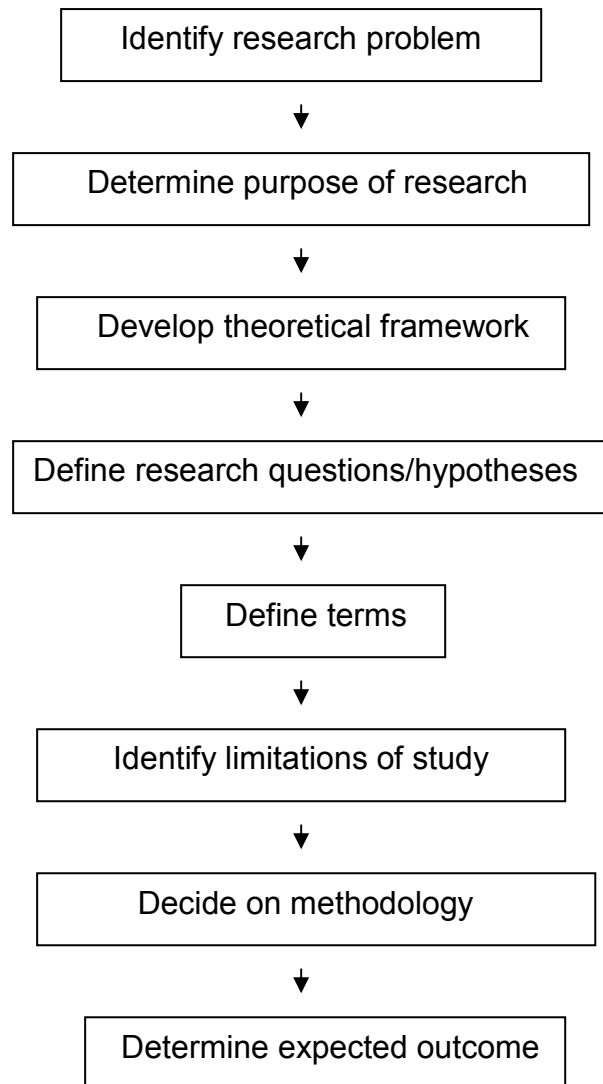 Identify research problem
Determine purpose of research
Develop theoretical framework
Define research questions/hypotheses
Define terms
Identify limitations of study
Decide on methodology
Determine expected outcome